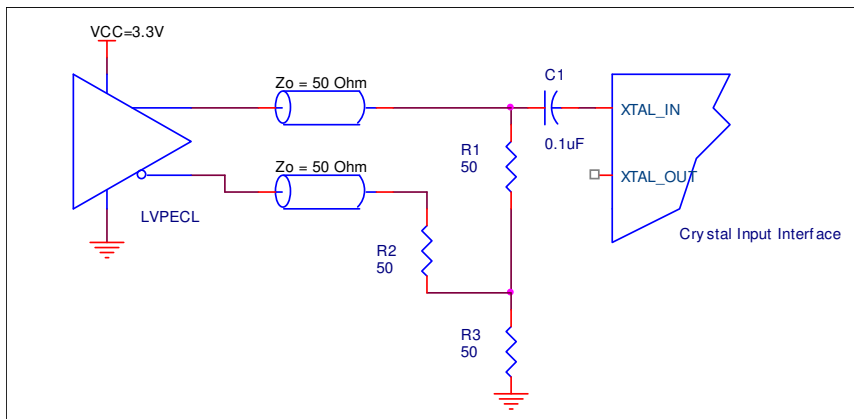 VCC=3.3V
Zo = 50 Ohm
C1
0.1uF
XTAL_IN
R1
50
Zo = 50 Ohm
XTAL_OUT
LVPECL
R2
50
Crystal Input Interface
R3
50